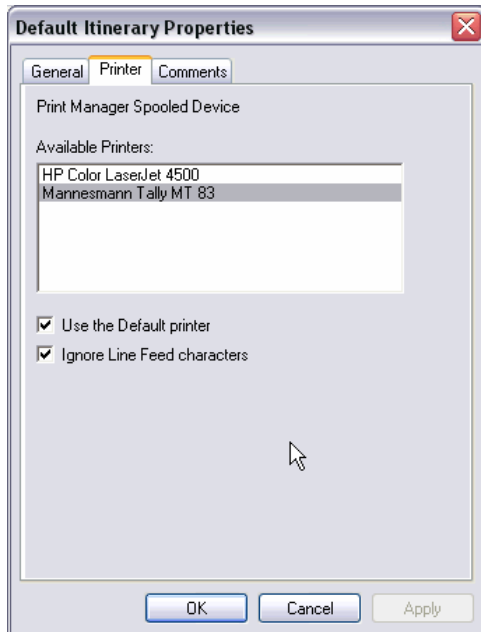 Default Itinerary Properties
General Printer Comments
Print Manager Spooled Device
Available Printers:
HP Color LaserJet 4500
Mannesmann Tally MT 83
Use the Default printer
Ignore Line Feed characters
OK Cancel Apply